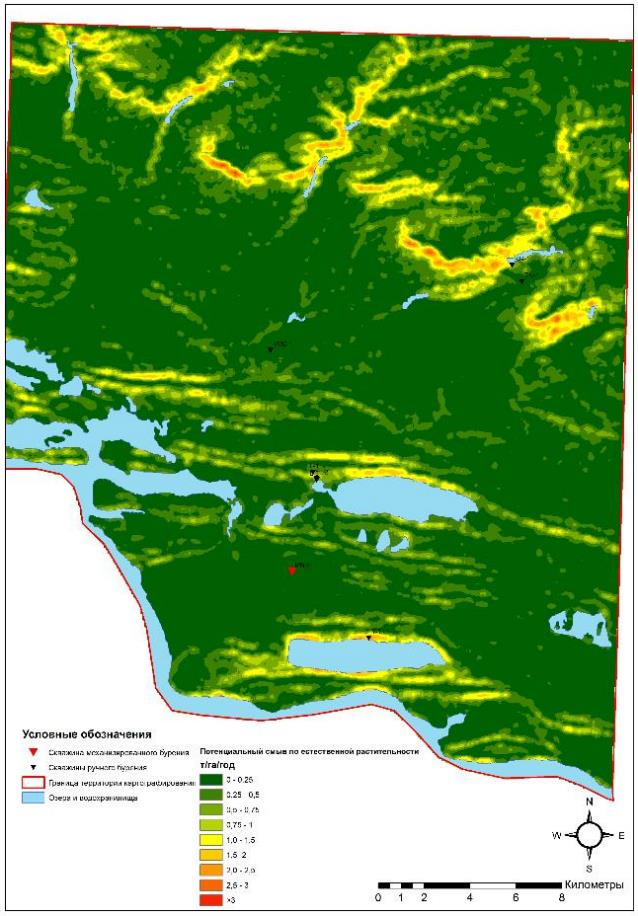 Условные обозначения
Скважина механизированного бурения
Скважины ручного бурения
Граница территории картографирования
Озера и водохранилища
Потенциальный смыв по естественной растительности
т/га/год
0 - 0.25
0.25 - 0,5
0,5 - 0,75
0,75 - 1
1,0 - 1,5
1,5 2
2,0 - 2,5
2,5 - 3
>3
N
W E
S
0 1 2 4 6 8 Километры